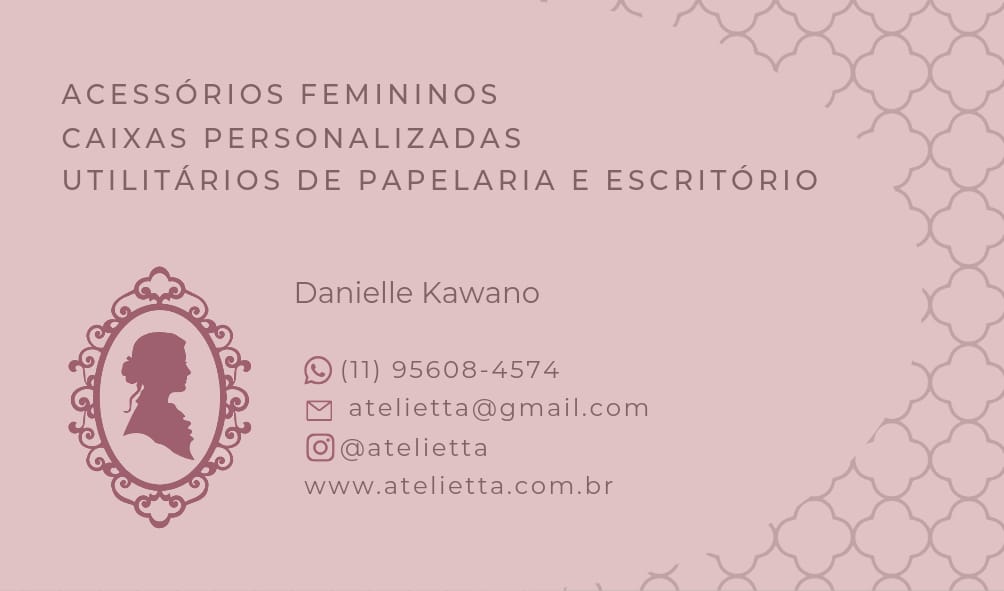 ACESSÓRIOS FEMININOS
CAIXAS PERSONALIZADAS
UTILITÁRIOS DE PAPELARIA E ESCRITÓRIO
Danielle Kawano
(11) 95608-4574
atelietta@gmail.com
@atelietta
www.atelietta.com.br